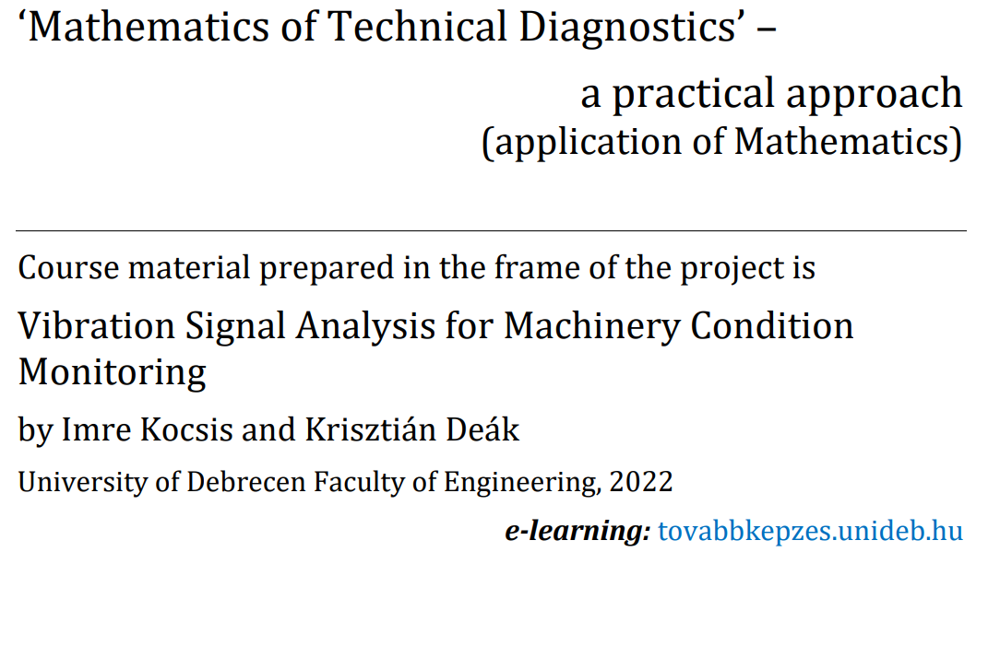 ‘Mathematics of Technical Diagnostics’ –
a practical approach
(application of Mathematics)
Course material prepared in the frame of the project is
Vibration Signal Analysis for Machinery Condition
Monitoring
by Imre Kocsis and Krisztián Deák
University of Debrecen Faculty of Engineering, 2022
e-learning: tovabbkepzes.unideb.hu